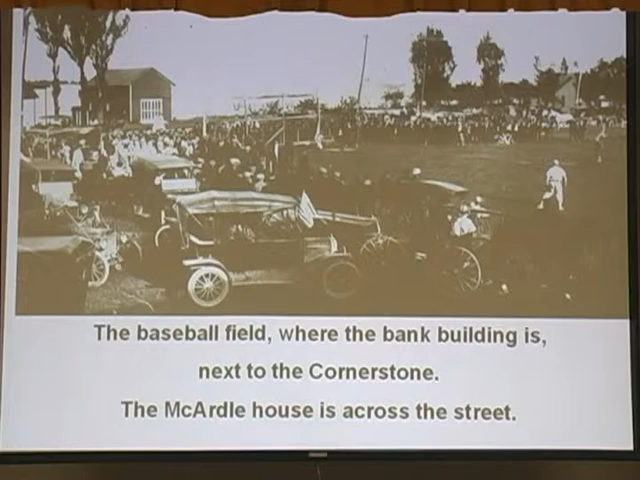 The baseball field, where the bank building is,
next to the Cornerstone.
The McArdle house is across the street.